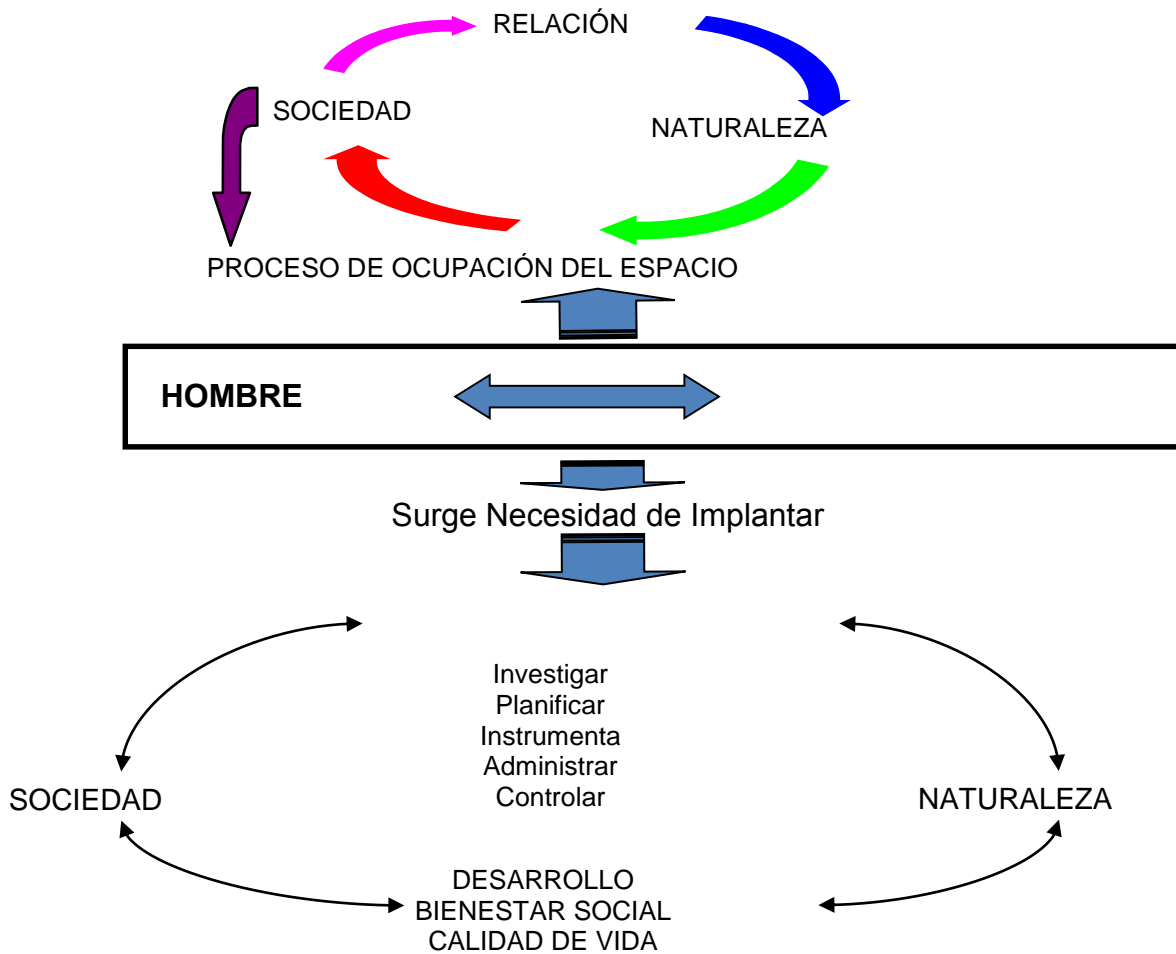 RELACIÓN
SOCIEDAD
NATURALEZA
PROCESO DE OCUPACIÓN DEL ESPACIO
HOMBRE
Surge Necesidad de Implantar
Investigar
Planificar
Instrumenta
Administrar
Controlar
SOCIEDAD
NATURALEZA
DESARROLLO
BIENESTAR SOCIAL
CALIDAD DE VIDA